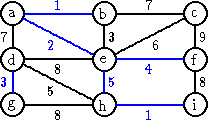 a 1 b 7 c
7 2 3 6 9
d 8 e 4 f
3 5 5 8
g 8 h 1 i